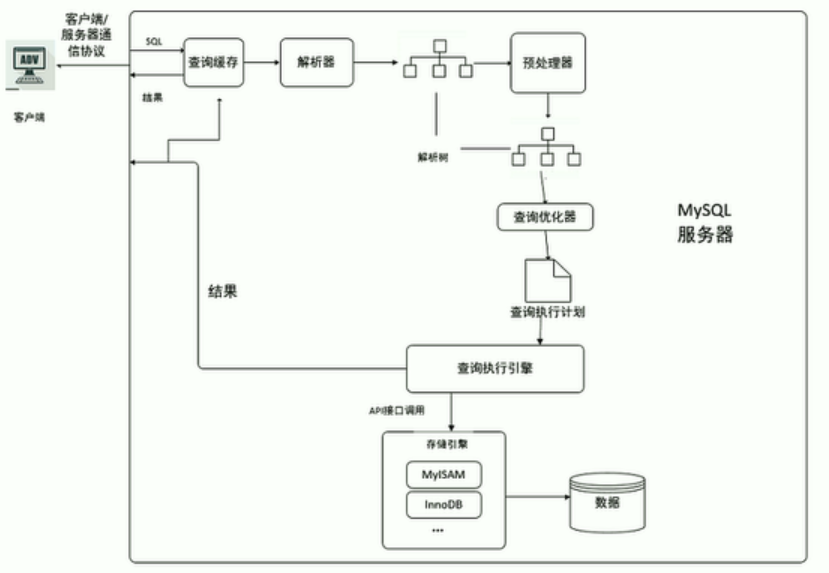 客户端/
服务器通
信协议
ADV
客户端
SQL
结果
查询缓存
解析器
预处理器
解析树
查询优化器
MySQL
服务器
查询执行计划
结果
查询执行引擎
API接口调用
存储引擎
MyISAM
InnoDB
...
数据